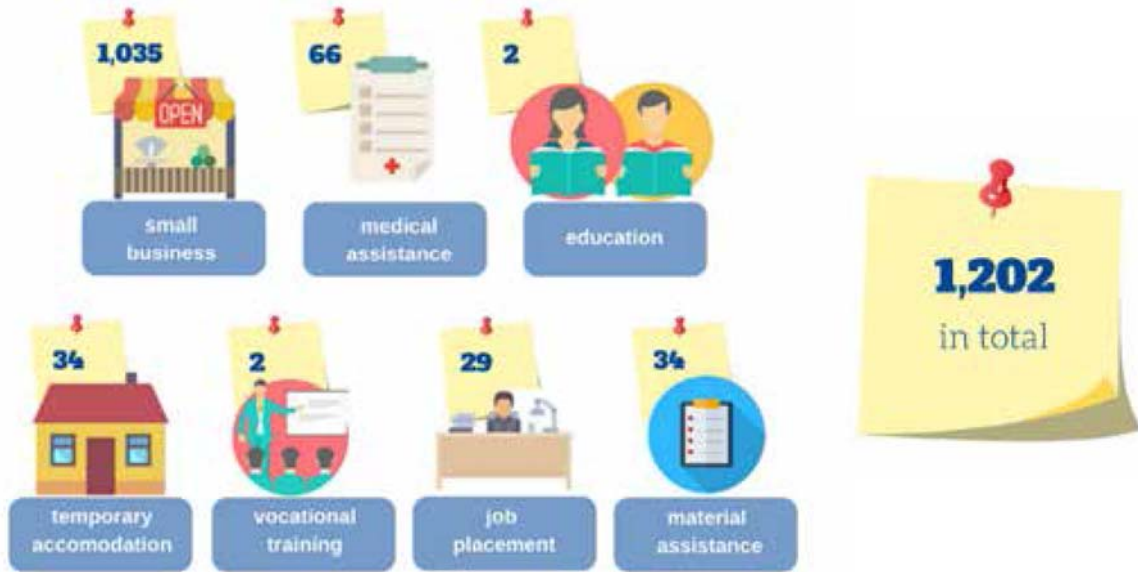 1,035
66
2
OPEN
small
business
medical
assistance
education
1,202
in total
34
2
29
34
temporary
accomodation
vocational
training
job
placement
material
assistance